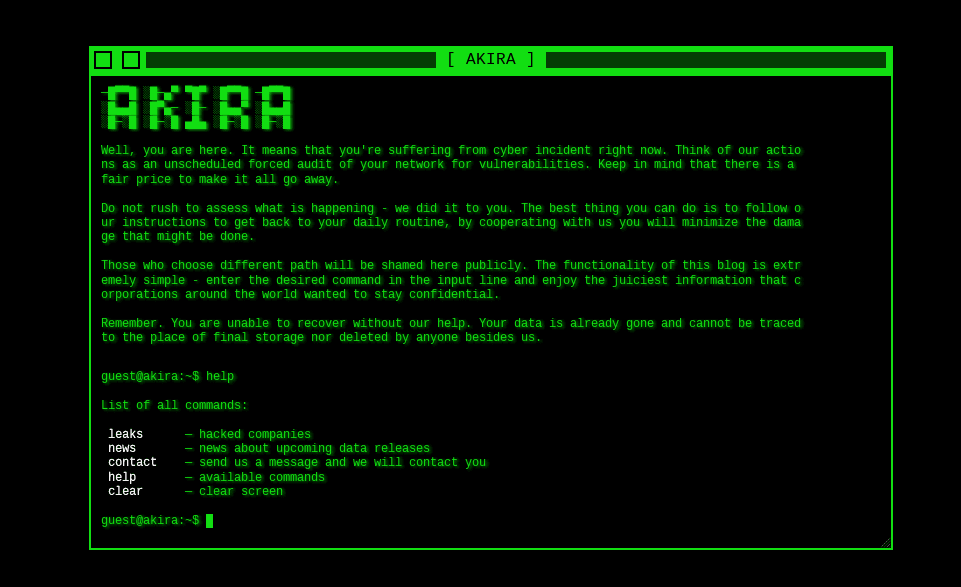 [ AKIRA ]
AKIRA
Well, you are here. It means that you're suffering from cyber incident right now. Think of our actio
ns as an unscheduled forced audit of your network for vulnerabilities. Keep in mind that there is a
fair price to make it all go away.
Do not rush to assess what is happening - we did it to you. The best thing you can do is to follow o
ur instructions to get back to your daily routine, by cooperating with us you will minimize the dama
ge that might be done.
Those who choose different path will be shamed here publicly. The functionality of this blog is extr
emely simple - enter the desired command in the input line and enjoy the juiciest information that c
orporations around the world wanted to stay confidential.
Remember. You are unable to recover without our help. Your data is already gone and cannot be traced
to the place of final storage nor deleted by anyone besides us.
guest@akira:~$ help
List of all commands:
leaks — hacked companies
news — news about upcoming data releases
contact — send us a message and we will contact you
help — available commands
clear — clear screen
guest@akira:~$